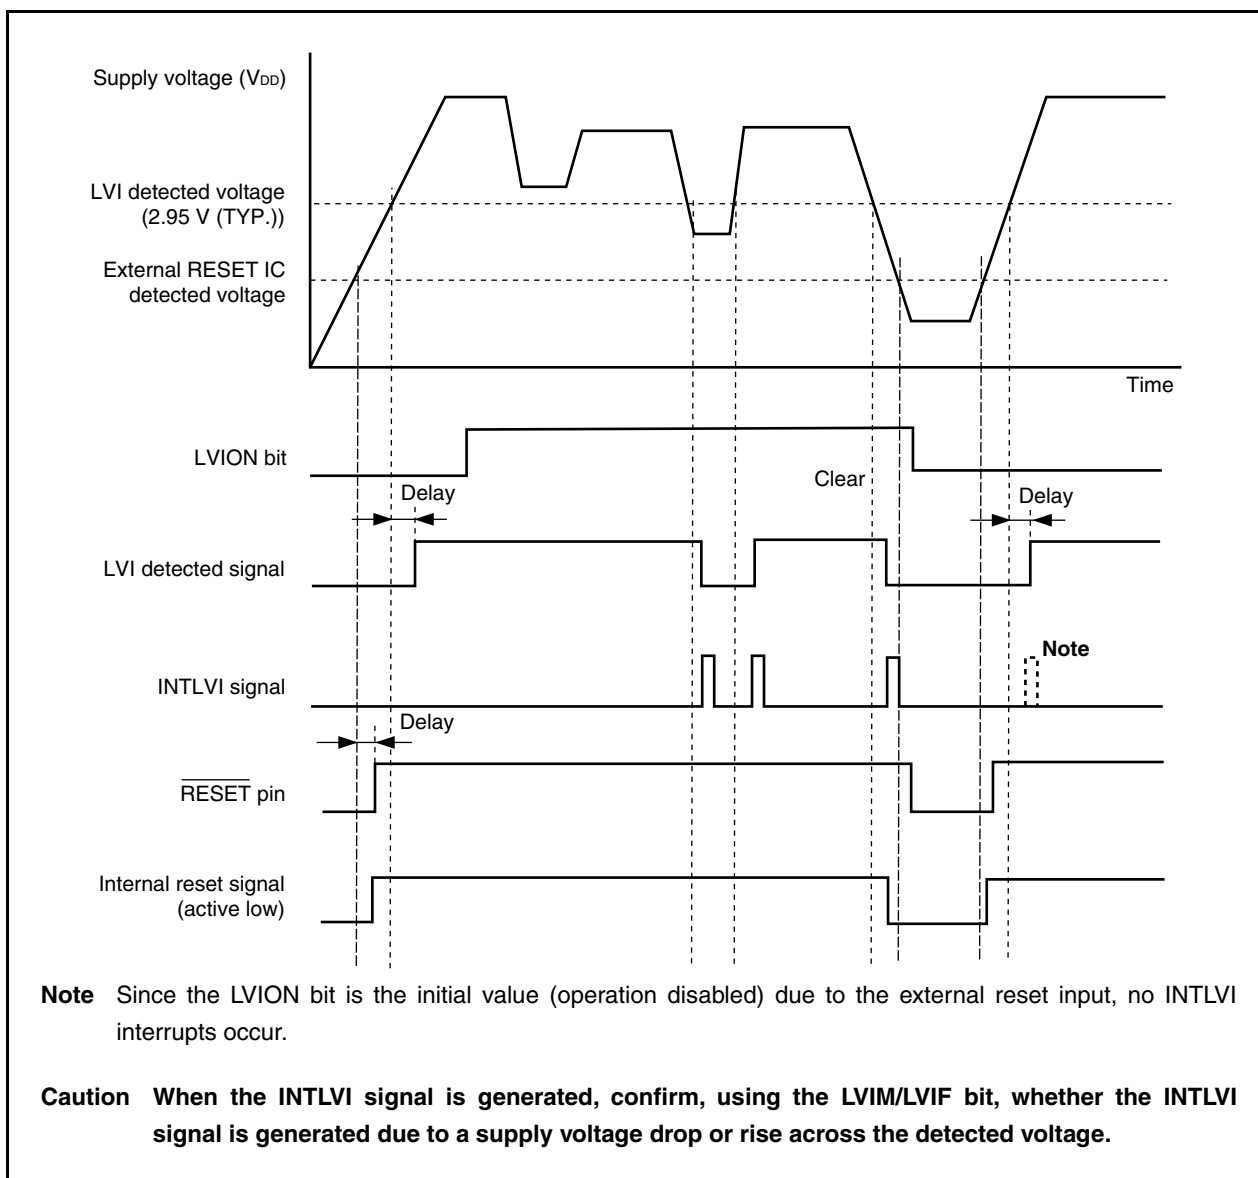 Supply voltage (VDD)
LVI detected voltage
(2.95 V (TYP.))
External RESET IC
detected voltage
Time
LVION bit
Clear
Delay
Delay
LVI detected signal
Note
INTLVI signal
Delay
RESET pin
Internal reset signal
(active low)
Note Since the LVION bit is the initial value (operation disabled) due to the external reset input, no INTLVI
interrupts occur.
Caution When the INTLVI signal is generated, confirm, using the LVIM/LVIF bit, whether the INTLVI
signal is generated due to a supply voltage drop or rise across the detected voltage.